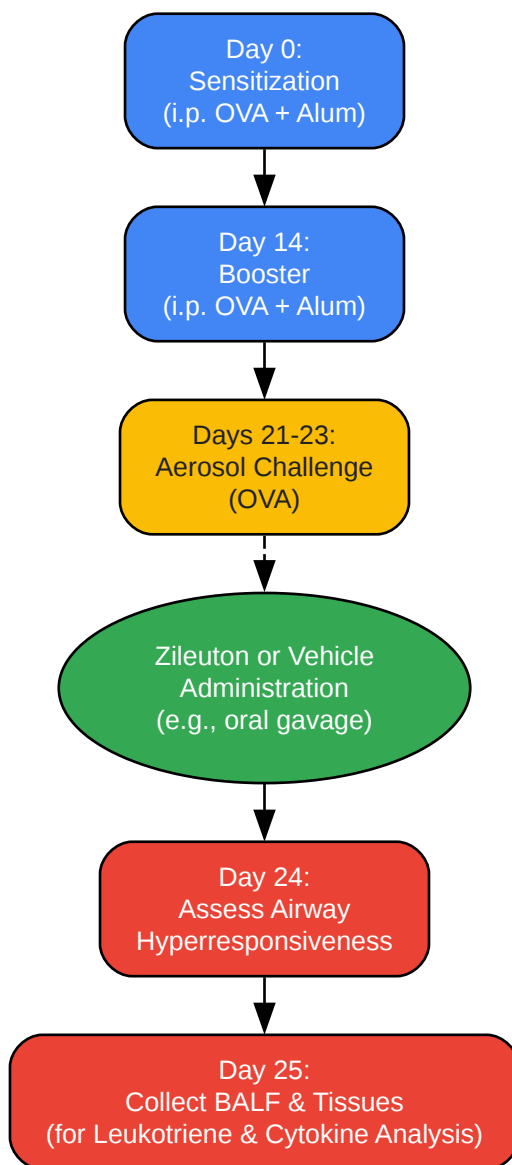 Day 0:
Sensitization
(i.p. OVA + Alum)
Day 14:
Booster
(i.p. OVA + Alum)
Days 21-23:
Aerosol Challenge
(OVA)
Zileuton or Vehicle
Administration
(e.g., oral gavage)
Day 24:
Assess Airway
Hyperresponsiveness
Day 25:
Collect BALF & Tissues
(for Leukotriene & Cytokine Analysis)